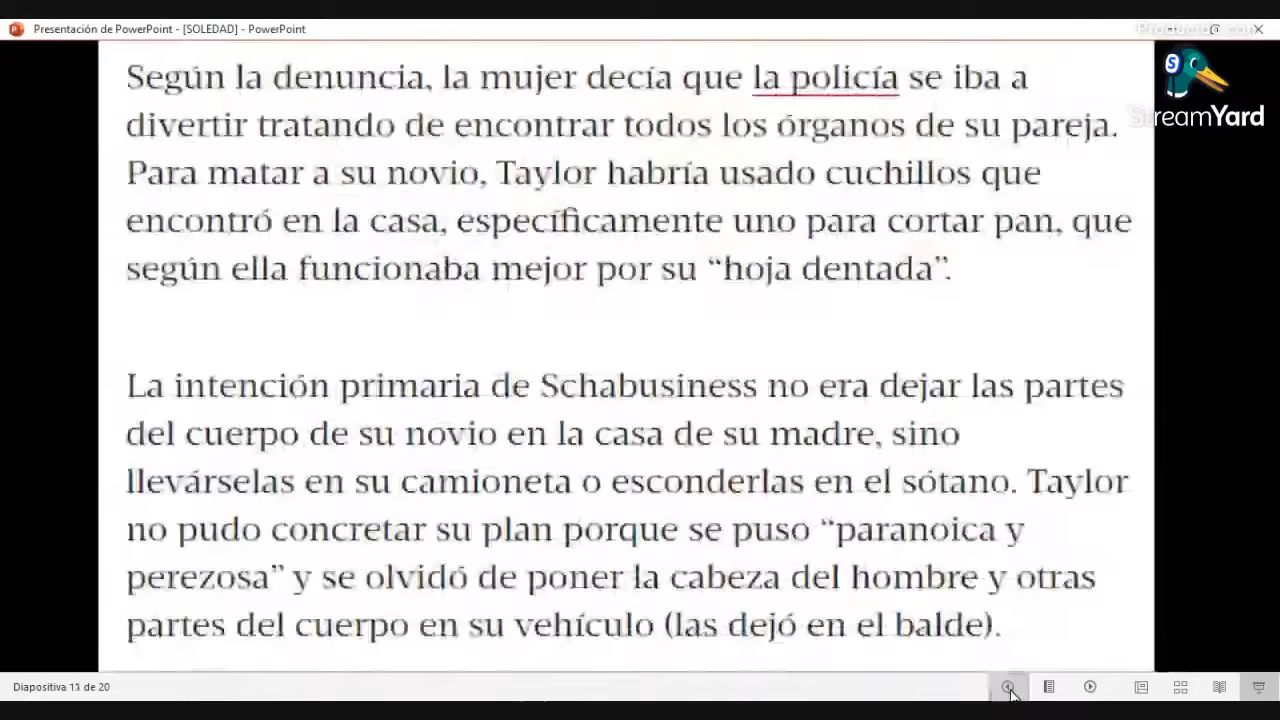 Presentación de PowerPoint - [SOLEDAD] - PowerPoint
Según la denuncia, la mujer decía que la policía se iba a
divertir tratando de encontrar todos los órganos de su pareja.
StreamYard
Para matar a su novio, Taylor habría usado cuchillos que
encontró en la casa, específicamente uno para cortar pan, que
según ella funcionaba mejor por su “hoja dentada”.
La intención primaria de Schabusiness no era dejar las partes
del cuerpo de su novio en la casa de su madre, sino
llevárselas en su camioneta o esconderlas en el sótano. Taylor
no pudo concretar su plan porque se puso “paranoica y
perezosa” y se olvidó de poner la cabeza del hombre y otras
partes del cuerpo en su vehículo (las dejó en el balde).
Diapositiva 11 de 20